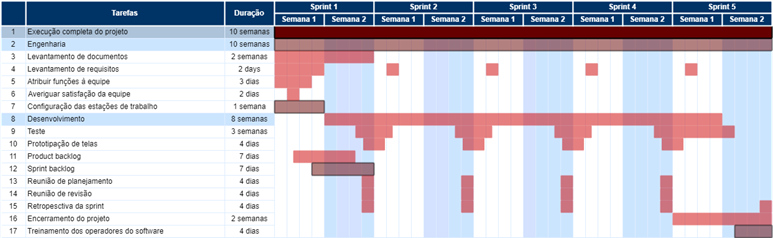 Tarefas Duração Sprint 1 Sprint 2 Sprint 3 Sprint 4 Sprint 5
Semana 1 Semana 2 Semana 1 Semana 2 Semana 1 Semana 2 Semana 1 Semana 2 Semana 1 Semana 2
1 Execução completa do projeto 10 semanas
2 Engenharia 10 semanas
3 Levantamento de documentos 2 semanas
4 Levantamento de requisitos 2 days
5 Atribuir funções à equipe 3 dias
6 Averiguar satisfação da equipe 2 dias
7 Configuração das estações de trabalho 1 semana
8 Desenvolvimento 8 semanas
9 Teste 3 semanas
10 Prototipação de telas 4 dias
11 Product backlog 7 dias
12 Sprint backlog 7 dias
13 Reunião de planejamento 4 dias
14 Reunião de revisão 4 dias
15 Retropesctiva da sprint 4 dias
16 Encerramento do projeto 2 semanas
17 Treinamento dos operadores do software 4 dias